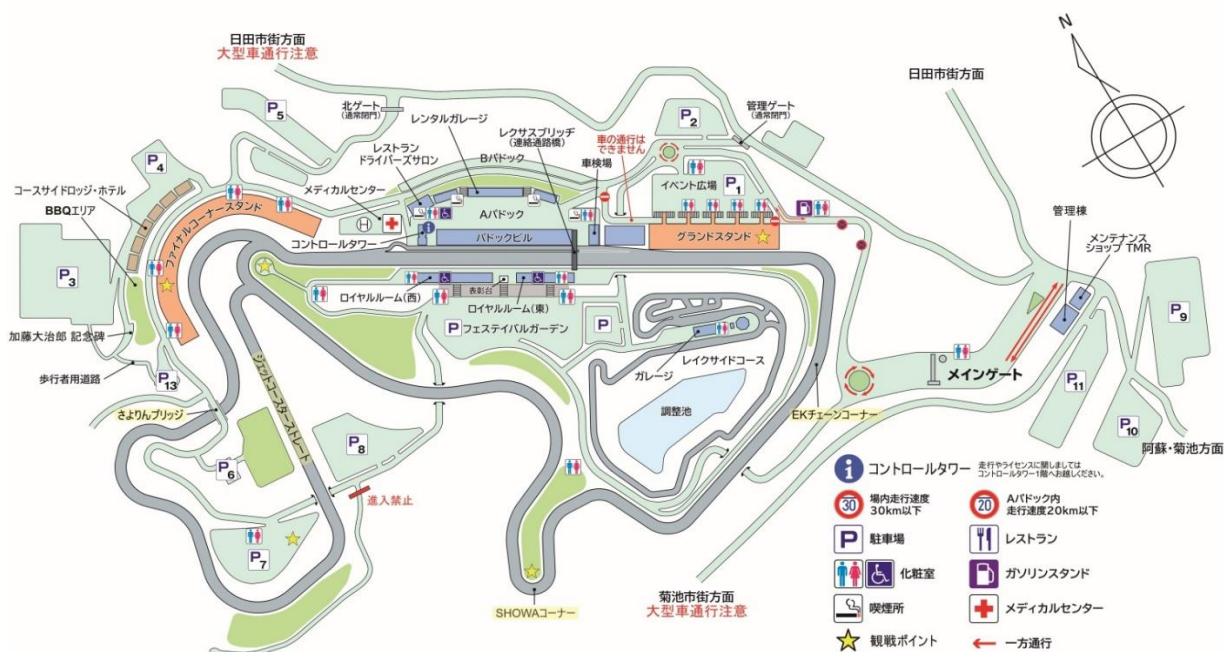 日田市街方面
大型車通行注意
N
日田市街方面
北ゲート
(通常閉門)
レンタルガレージ
レクサスブリッヂ
(連絡通路橋)
管理ゲート
(通常閉門)
P2
P5
レストラン
ドライバーズサロン
Bパドック
車検場
車の通行は
できません
P4
コースサイドロッジ・ホテル
BBQエリア
メディカルセンター
H
Aパドック
イベント広場
P1
ファイナルコーナースタンド
コントロールタワー
パドックビル
グランドスタンド
管理棟
メンテナンス
ショップ TMR
P3
ロイヤルルーム(西)
表彰台
ロイヤルルーム(東)
P9
加藤大治郎 記念碑
P フェスティバルガーデン
P
ガレージ
レイクサイドコース
歩行者用道路
P13
ジェットコースターストレート
メインゲート
P11
さよりんブリッジ
調整池
EKチェーンコーナー
P10
阿蘇・菊池方面
P6
P8
進入禁止
P7
SHOWAコーナー
菊池市街方面
大型車通行注意
i コントロールタワー
走行やライセンスに関しましては
コントロールタワー1階へお越しください。
30 場内走行速度
30km以下
20 Aパドック内
走行速度20km以下
P 駐車場
レストラン
化粧室
ガソリンスタンド
喫煙所
メディカルセンター
観戦ポイント
一方通行